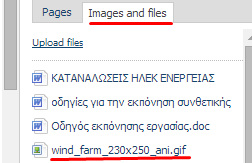 Pages Images and files
Upload files
ΚΑΤΑΝΑΛΩΣΕΙΣ ΗΛΕΚ ΕΝΕΡΓΕΙΑΣ
οδηγίες για την εκπόνηση συνθετικής
Οδηγός εκπόνησης εργασίας.doc
wind_farm_230x250_ani.gif